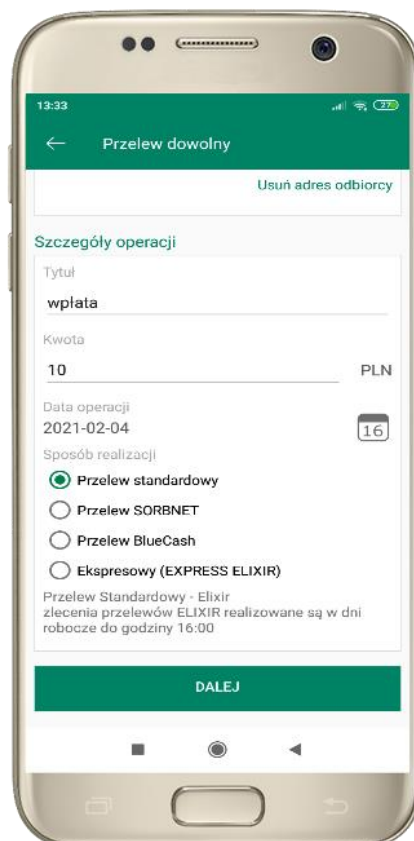 13:33
27
Przelew dowolny
Usuń adres odbiorcy
Szczegóły operacji
Tytuł
wpłata
Kwota
10 PLN
Data operacji
2021-02-04
16
Sposób realizacji
Przelew standardowy
Przelew SORBNET
Przelew BlueCash
Ekspresowy (EXPRESS ELIXIR)
Przelew Standardowy - Elixir
zlecenia przelewów ELIXIR realizowane są w dni
robocze do godziny 16:00
DALEJ